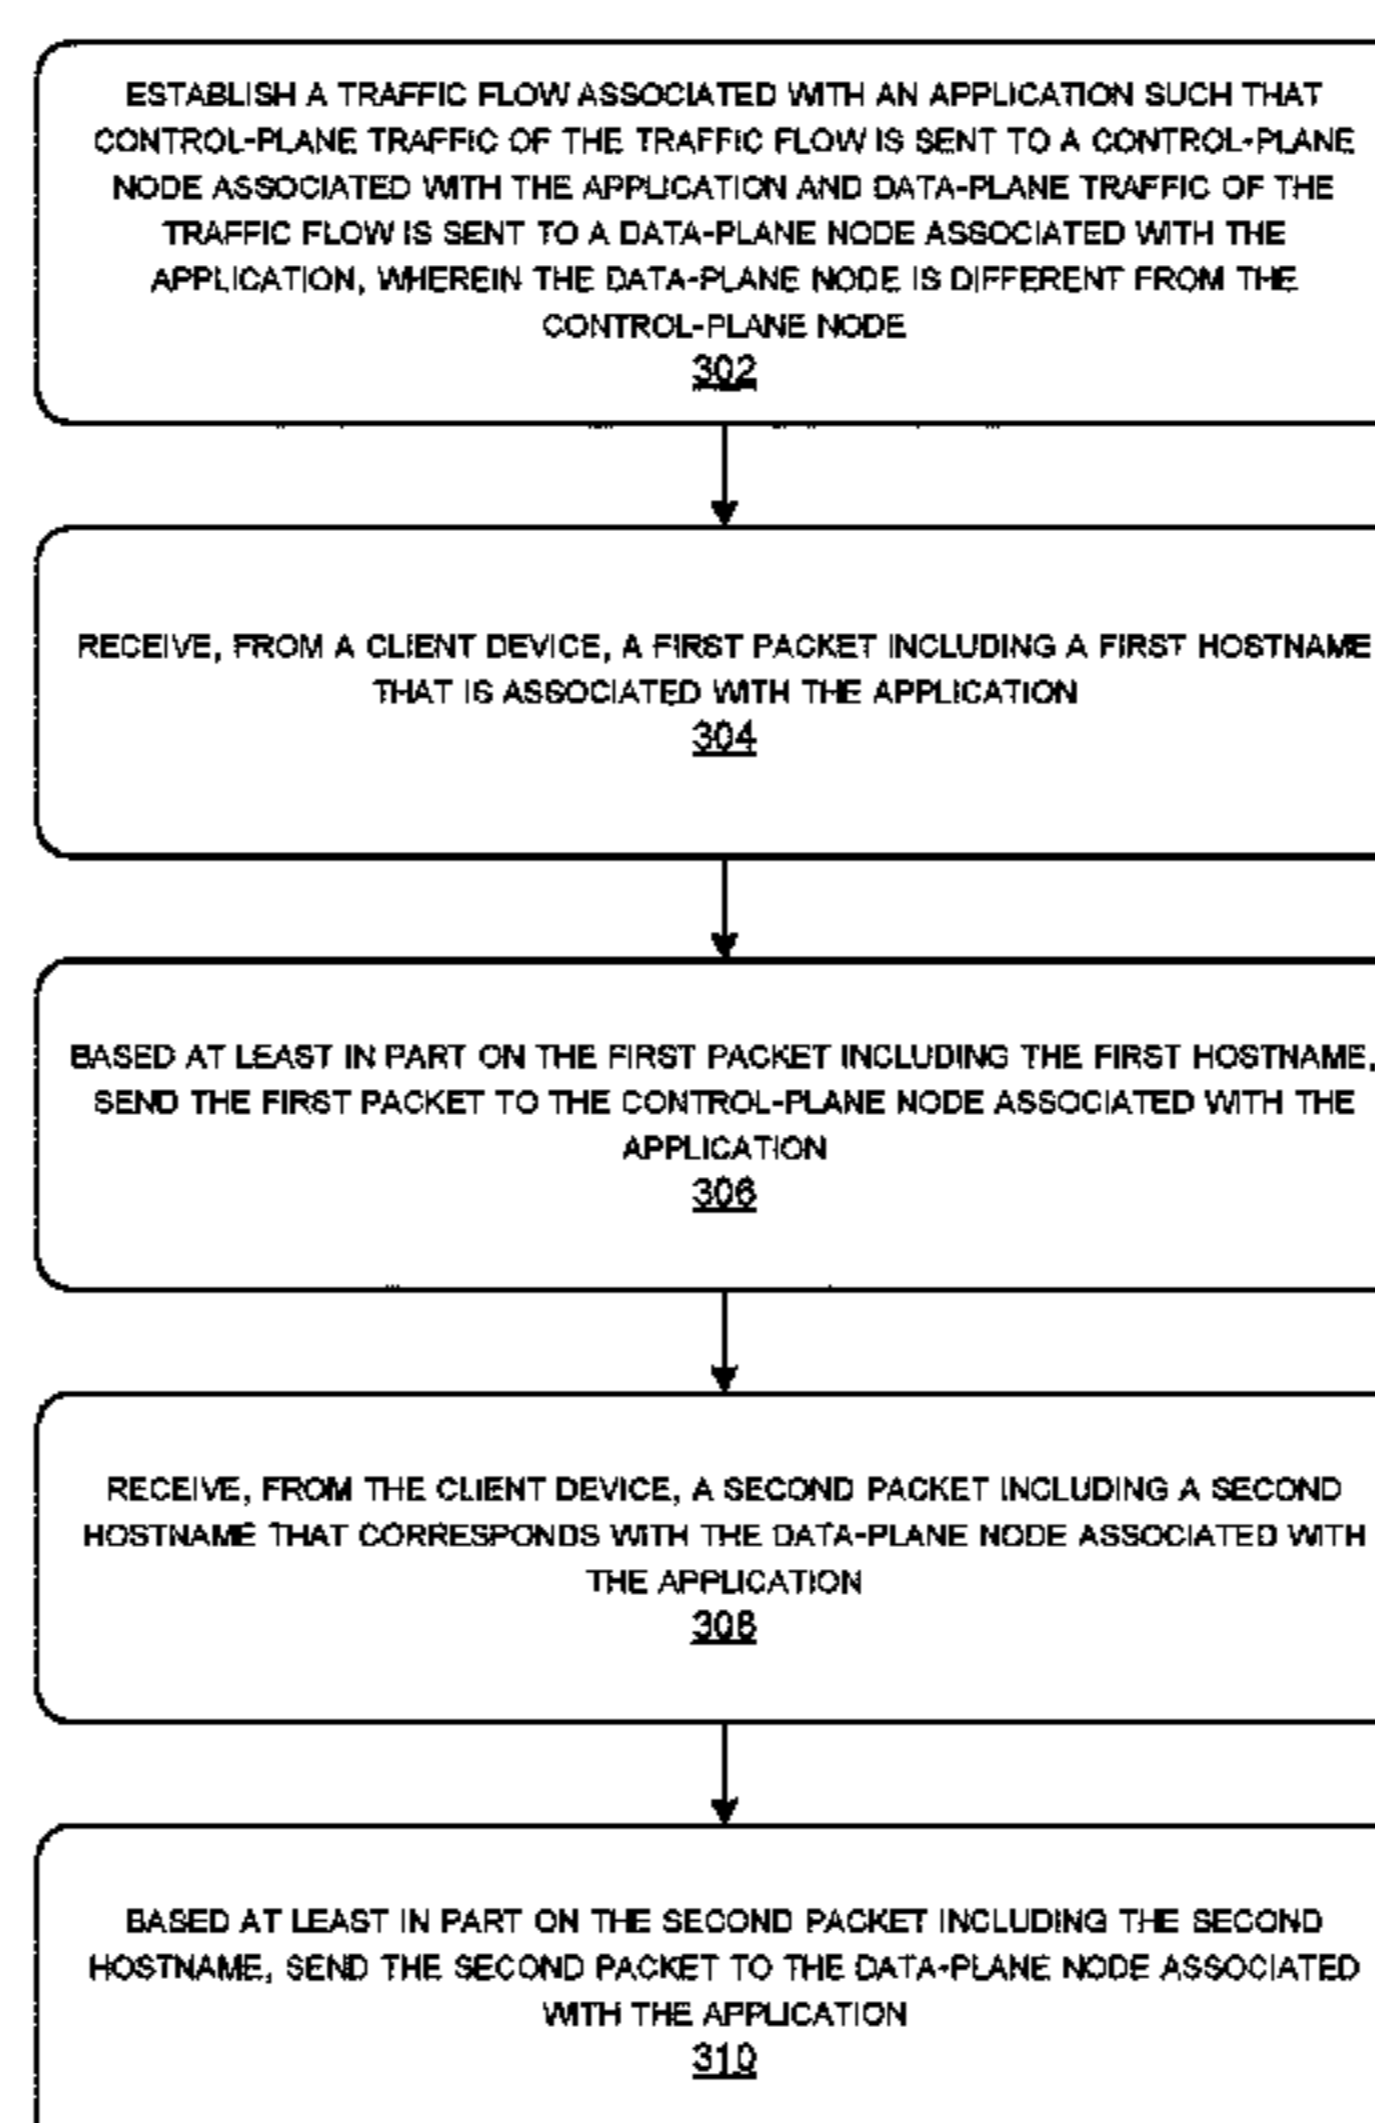 ESTABLISH A TRAFFIC FLOW ASSOCIATED WITH AN APPLICATION SUCH THAT
CONTROL-PLANE TRAFFIC OF THE TRAFFIC FLOW IS SENT TO A CONTROL-PLANE
NODE ASSOCIATED WITH THE APPLICATION AND DATA-PLANE TRAFFIC OF THE
TRAFFIC FLOW IS SENT TO A DATA-PLANE NODE ASSOCIATED WITH THE
APPLICATION, WHEREIN THE DATA-PLANE NODE IS DIFFERENT FROM THE
CONTROL-PLANE NODE
302
RECEIVE, FROM A CLIENT DEVICE, A FIRST PACKET INCLUDING A FIRST HOSTNAME
THAT IS ASSOCIATED WITH THE APPLICATION
304
BASED AT LEAST IN PART ON THE FIRST PACKET INCLUDING THE FIRST HOSTNAME,
SEND THE FIRST PACKET TO THE CONTROL-PLANE NODE ASSOCIATED WITH THE
APPLICATION
306
RECEIVE, FROM THE CLIENT DEVICE, A SECOND PACKET INCLUDING A SECOND
HOSTNAME THAT CORRESPONDS WITH THE DATA-PLANE NODE ASSOCIATED WITH
THE APPLICATION
308
BASED AT LEAST IN PART ON THE SECOND PACKET INCLUDING THE SECOND
HOSTNAME, SEND THE SECOND PACKET TO THE DATA-PLANE NODE ASSOCIATED
WITH THE APPLICATION
310